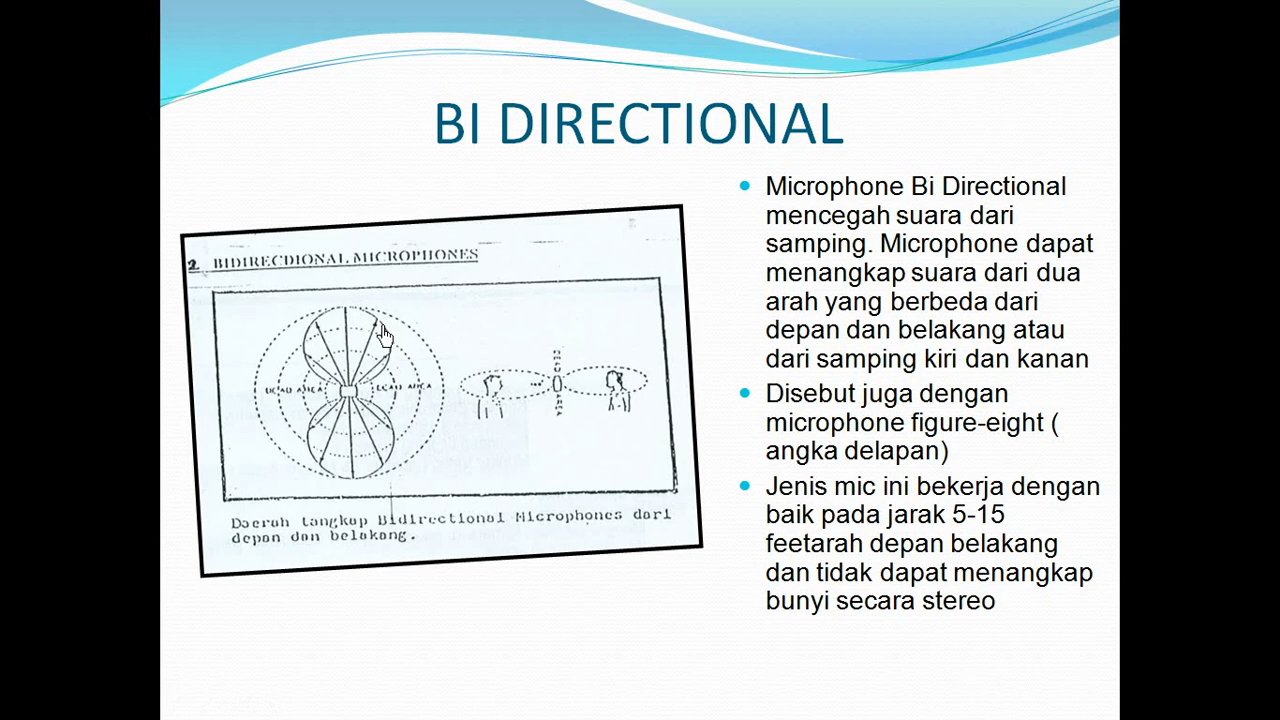 BI DIRECTIONAL
2 BIDIRECDIONAL MICROPHONES
Daerah tangkap Bidirectional Microphones dari
depan dan belakang.
Microphone Bi Directional
mencegah suara dari
samping. Microphone dapat
menangkap suara dari dua
arah yang berbeda dari
depan dan belakang atau
dari samping kiri dan kanan
Disebut juga dengan
microphone figure-eight (
angka delapan)
Jenis mic ini bekerja dengan
baik pada jarak 5-15
feetarah depan belakang
dan tidak dapat menangkap
bunyi secara stereo